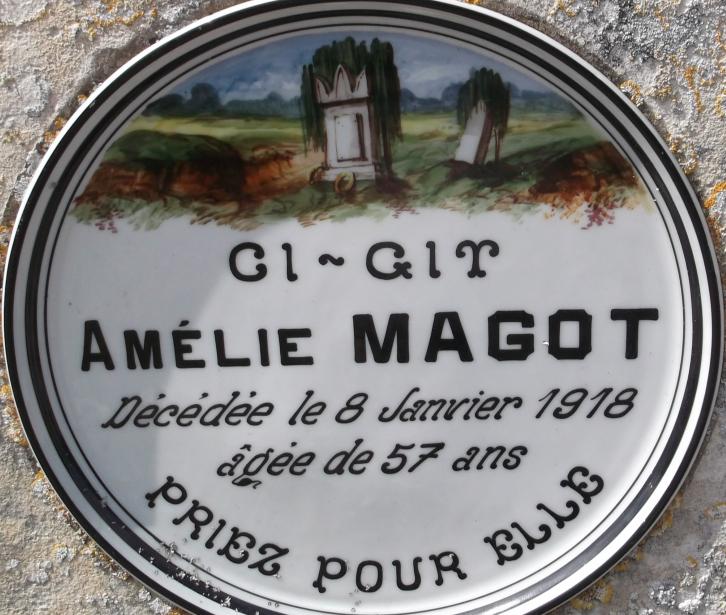 CI~GIT
AMÉLIE MAGOT
Décédée le 8 Janvier 1918
âgée de 57 ans
PRIEZ POUR ELLE